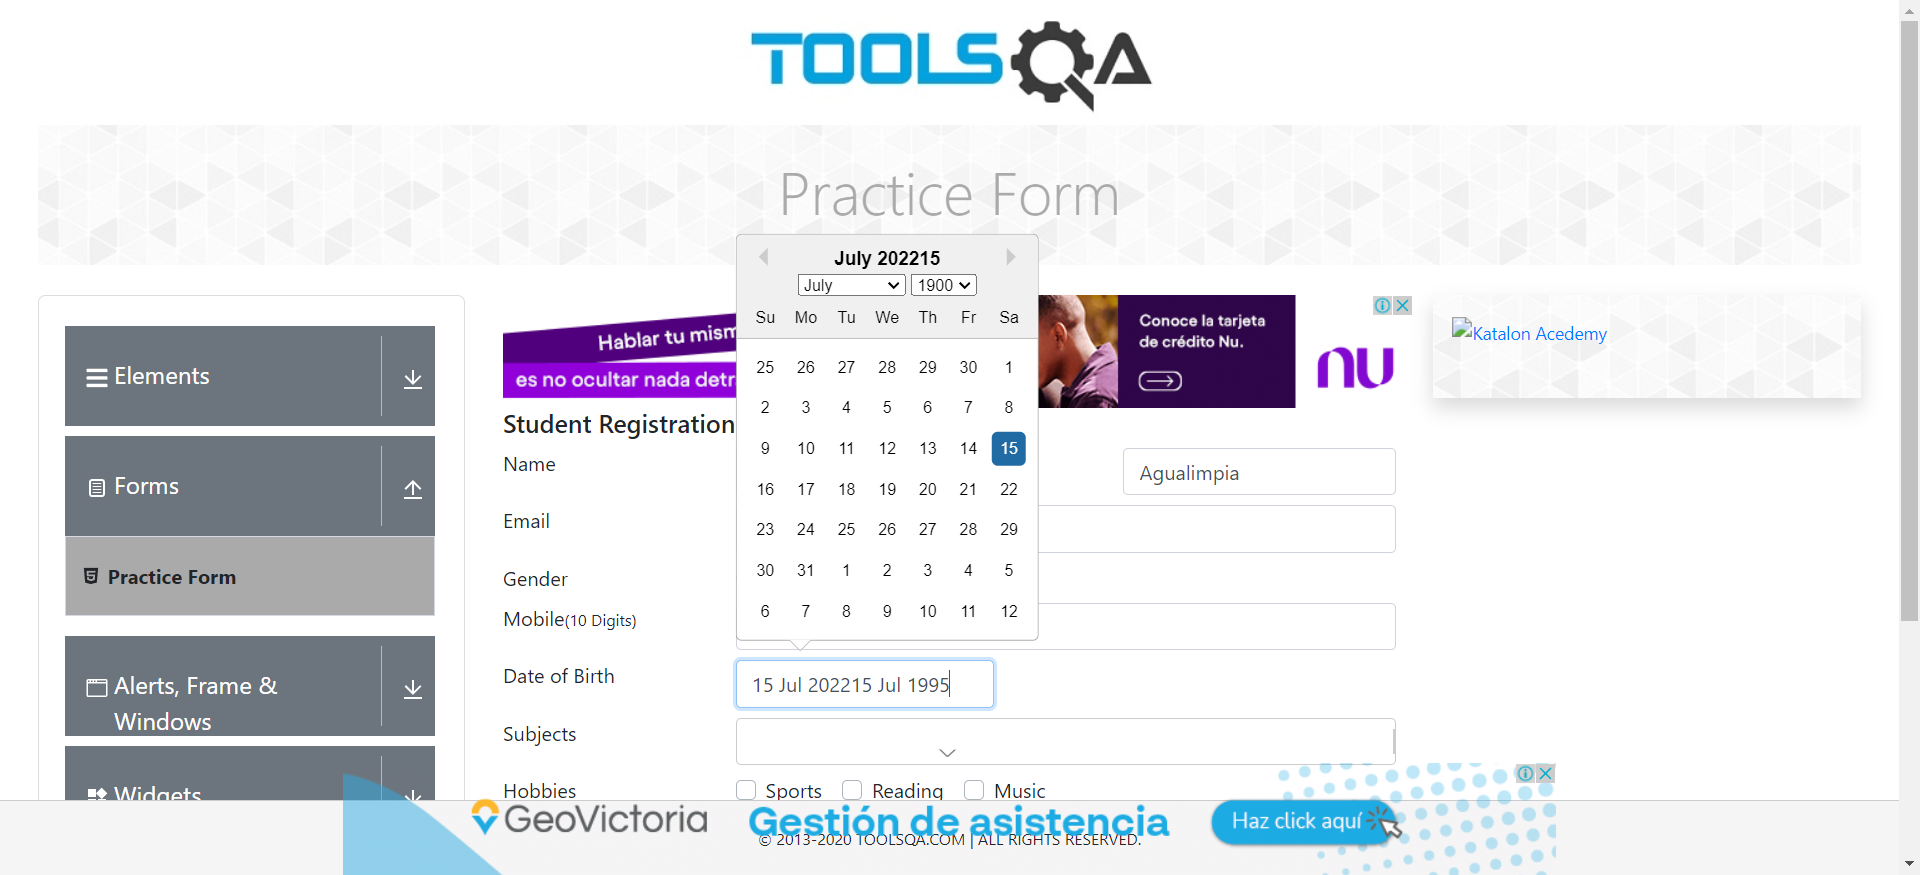 TOOLSQA
Practice Form
July 202215
July 1900
Su Mo Tu We Th Fr Sa
25 26 27 28 29 30 1
2 3 4 5 6 7 8
9 10 11 12 13 14 15
16 17 18 19 20 21 22
23 24 25 26 27 28 29
30 31 1 2 3 4 5
6 7 8 9 10 11 12
Elements
Forms
Practice Form
Alerts, Frame &
Windows
Widgets
Hablar tu mism
es no ocultar nada detr
Conoce la tarjeta
de crédito Nu.
nu
Katalon Acedemy
Student Registration
Name
Agualimpia
Email
Gender
Mobile(10 Digits)
Date of Birth
15 Jul 202215 Jul 1995
Subjects
Hobbies
Sports Reading Music
GeoVictoria
Gestión de asistencia
Haz click aquí
© 2013-2020 TOOLSQA.COM | ALL RIGHTS RESERVED.